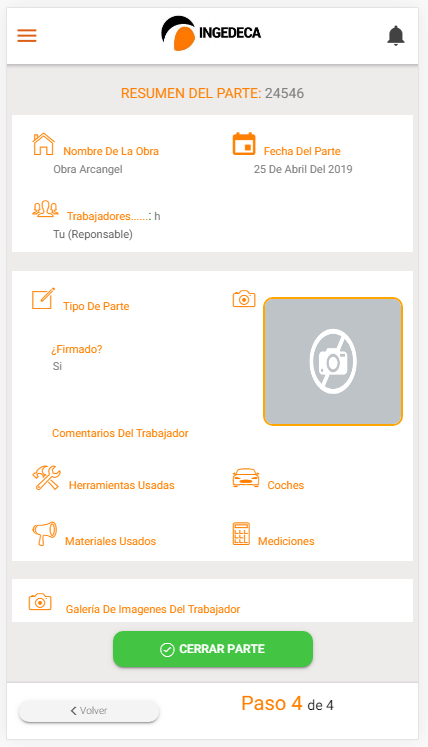 INGEDECA
RESUMEN DEL PARTE: 24546
Nombre De La Obra
Obra Arcangel
Fecha Del Parte
25 De Abril Del 2019
Trabajadores......: h
Tu (Reponsable)
Tipo De Parte
¿Firmado?
Si
Comentarios Del Trabajador
Herramientas Usadas
Coches
Materiales Usados
Mediciones
Galería De Imagenes Del Trabajador
CERRAR PARTE
Volver
Paso 4 de 4